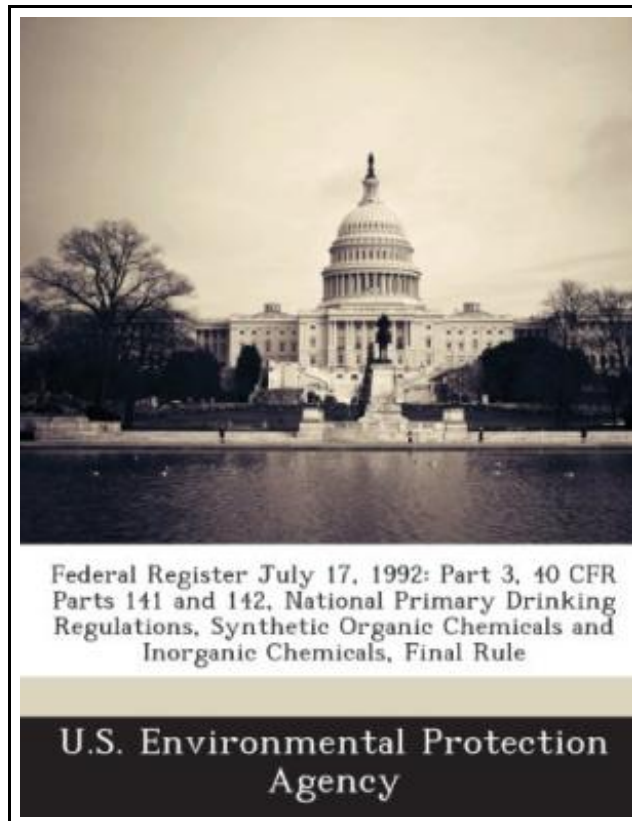 Federal Register July 17, 1992: Part 3, 40 CFR
Parts 141 and 142, National Primary Drinking
Regulations, Synthetic Organic Chemicals and
Inorganic Chemicals, Final Rule
U.S. Environmental Protection
Agency